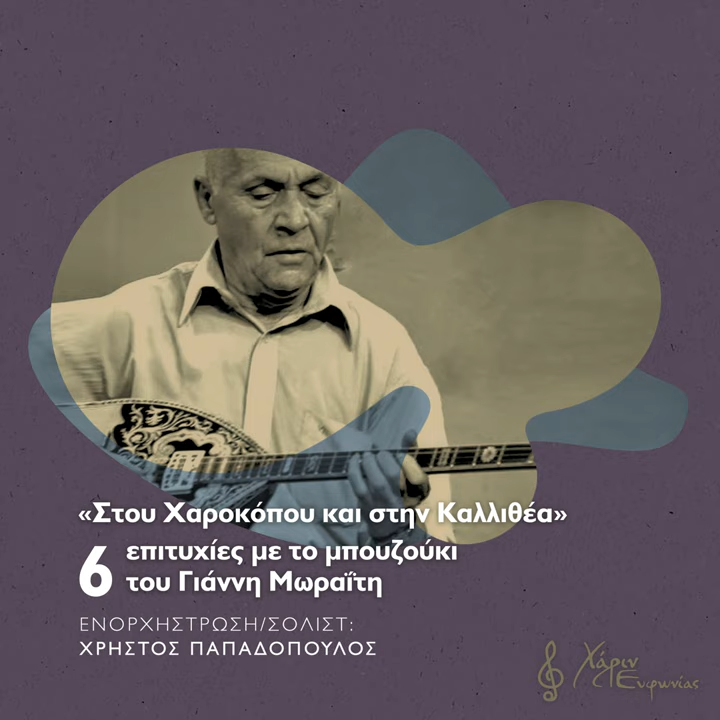 «Στου Χαροκόπου και στην Καλλιθέα»
6 επιτυχίες με το μπουζούκι
του Γιάννη Μωραΐτη
ΕΝΟΡΧΗΣΤΡΩΣΗ/ΣΟΛΙΣΤ:
ΧΡΗΣΤΟΣ ΠΑΠΑΔΟΠΟΥΛΟΣ
Χάριν
Ευφωνίας